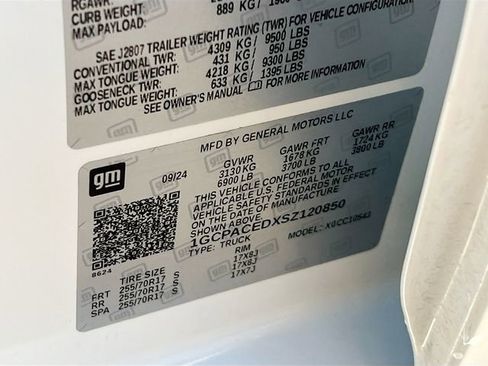 RGAWR:
CURB WEIGHT:
MAX PAYLOAD: 889 KG / 1960 LBS
SAE J2807 TRAILER WEIGHT RATING (TWR) FOR VEHICLE CONFIGURATION
CONVENTIONAL TWR: 4309 KG / 9500 LBS
MAX TONGUE WEIGHT: 431 KG / 950 LBS
GOOSENECK TWR: 4218 KG / 9300 LBS
MAX TONGUE WEIGHT: 633 KG / 1395 LBS
SEE OWNER'S MANUAL FOR MORE INFORMATION
gm
09/24
MFD BY GENERAL MOTORS LLC
GVWR GAWR FRT GAWR RR
3130 KG 1678 KG 1724 KG
6900 LBS 3700 LBS 3800 LBS
THIS VEHICLE CONFORMS TO ALL
APPLICABLE U.S. FEDERAL MOTOR
VEHICLE SAFETY STANDARDS IN EFFECT
ON THE DATE OF MANUFACTURE SHOWN ABOVE.
1GCPACEDXSZ120850
TYPE: TRUCK MODEL:
8624
TIRE SIZE RIM
FRT 255/70R17 S 17X8J
RR 255/70R17 S 17X8J
SPA 255/70R17 S 17X7J